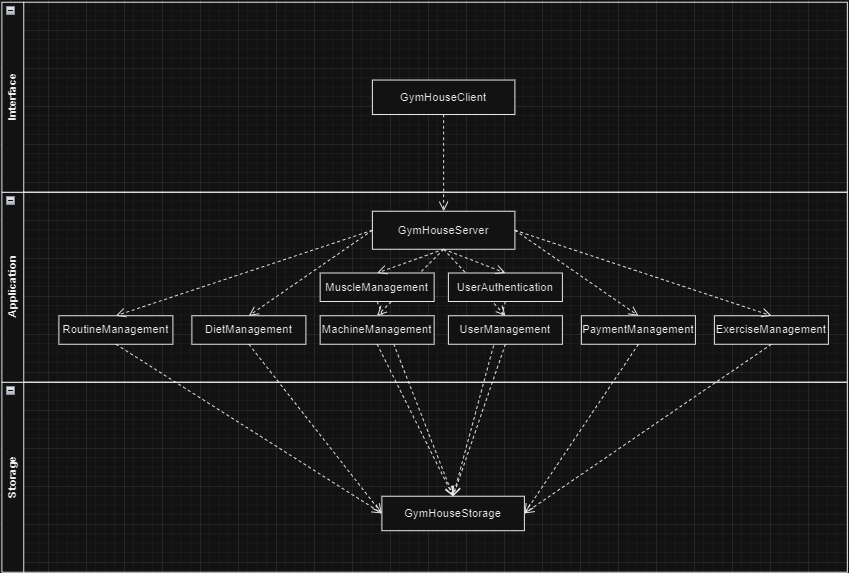 Interface
GymHouseClient
Application
GymHouseServer
MuscleManagement
UserAuthentication
RoutineManagement
DietManagement
MachineManagement
UserManagement
PaymentManagement
ExerciseManagement
Storage
GymHouseStorage